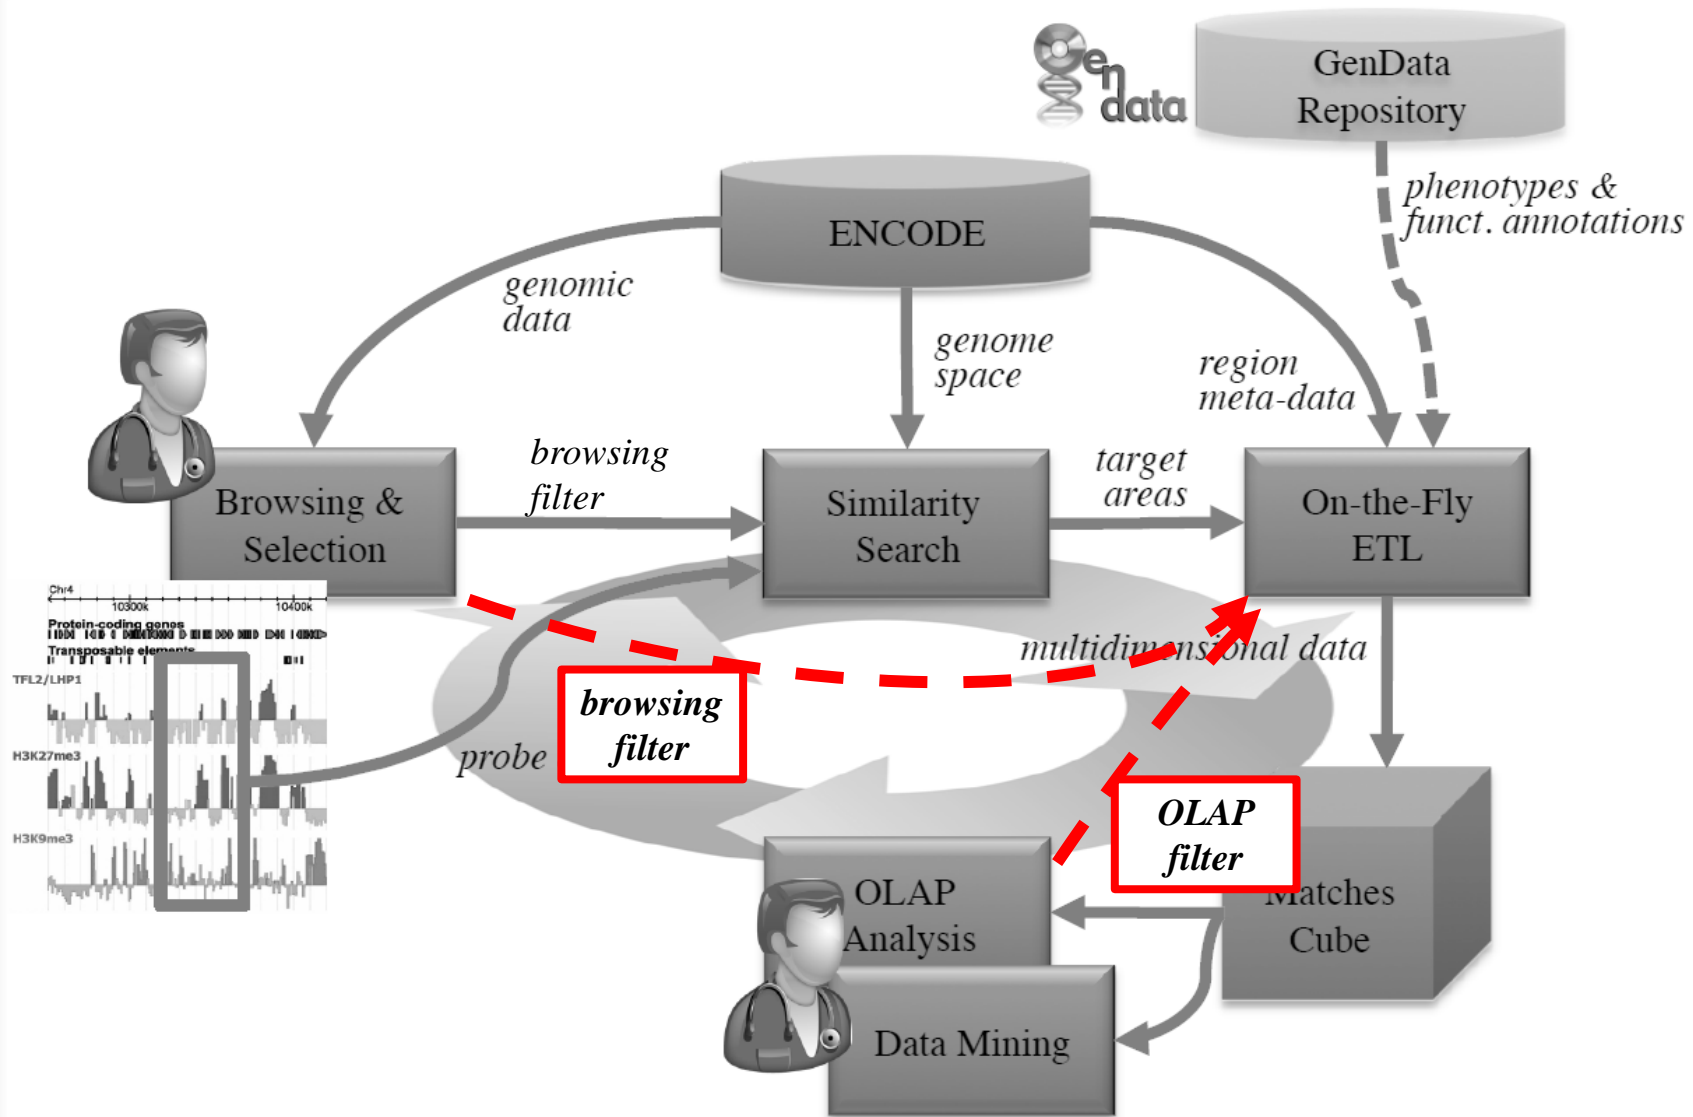 GenData
Repository
en
data
phenotypes &
funct. annotations
ENCODE
genomic
data
genome
space
region
meta-data
browsing
filter
target
areas
Browsing &
Selection
Similarity
Search
On-the-Fly
ETL
Chr4
10300k
10400k
Protein-coding genes
Transposable elements
TFL2/LHP1
H3K27me3
H3K9me3
multidimensional data
probe
browsing
filter
OLAP
filter
OLAP
Analysis
Matches
Cube
Data Mining